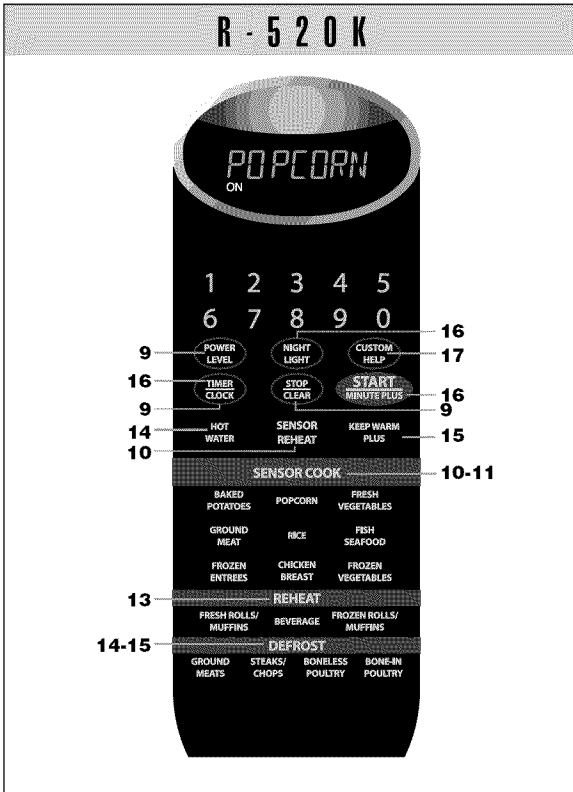 R-520K
POPCORN
ON
1 2 3 4 5
6 7 8 9 0
16
9 POWER NIGHT CUSTOM 17
LEVEL LIGHT HELP
16 TIMER STOP START 16
CLOCK CLEAR MINUTE PLUS
9 9
14 HOT SENSOR KEEP WARM 15
WATER REHEAT PLUS
10
SENSOR COOK 10-11
BAKED POPCORN FRESH
POTATOES VEGETABLES
GROUND RICE FISH
MEAT SEAFOOD
FROZEN CHICKEN FROZEN
ENTREES BREAST VEGETABLES
13 REHEAT
FRESH ROLLS/ BEVERAGE FROZEN ROLLS/
MUFFINS MUFFINS
14-15 DEFROST
GROUND STEAKS/ BONELESS BONE-IN
MEATS CHOPS POULTRY POULTRY